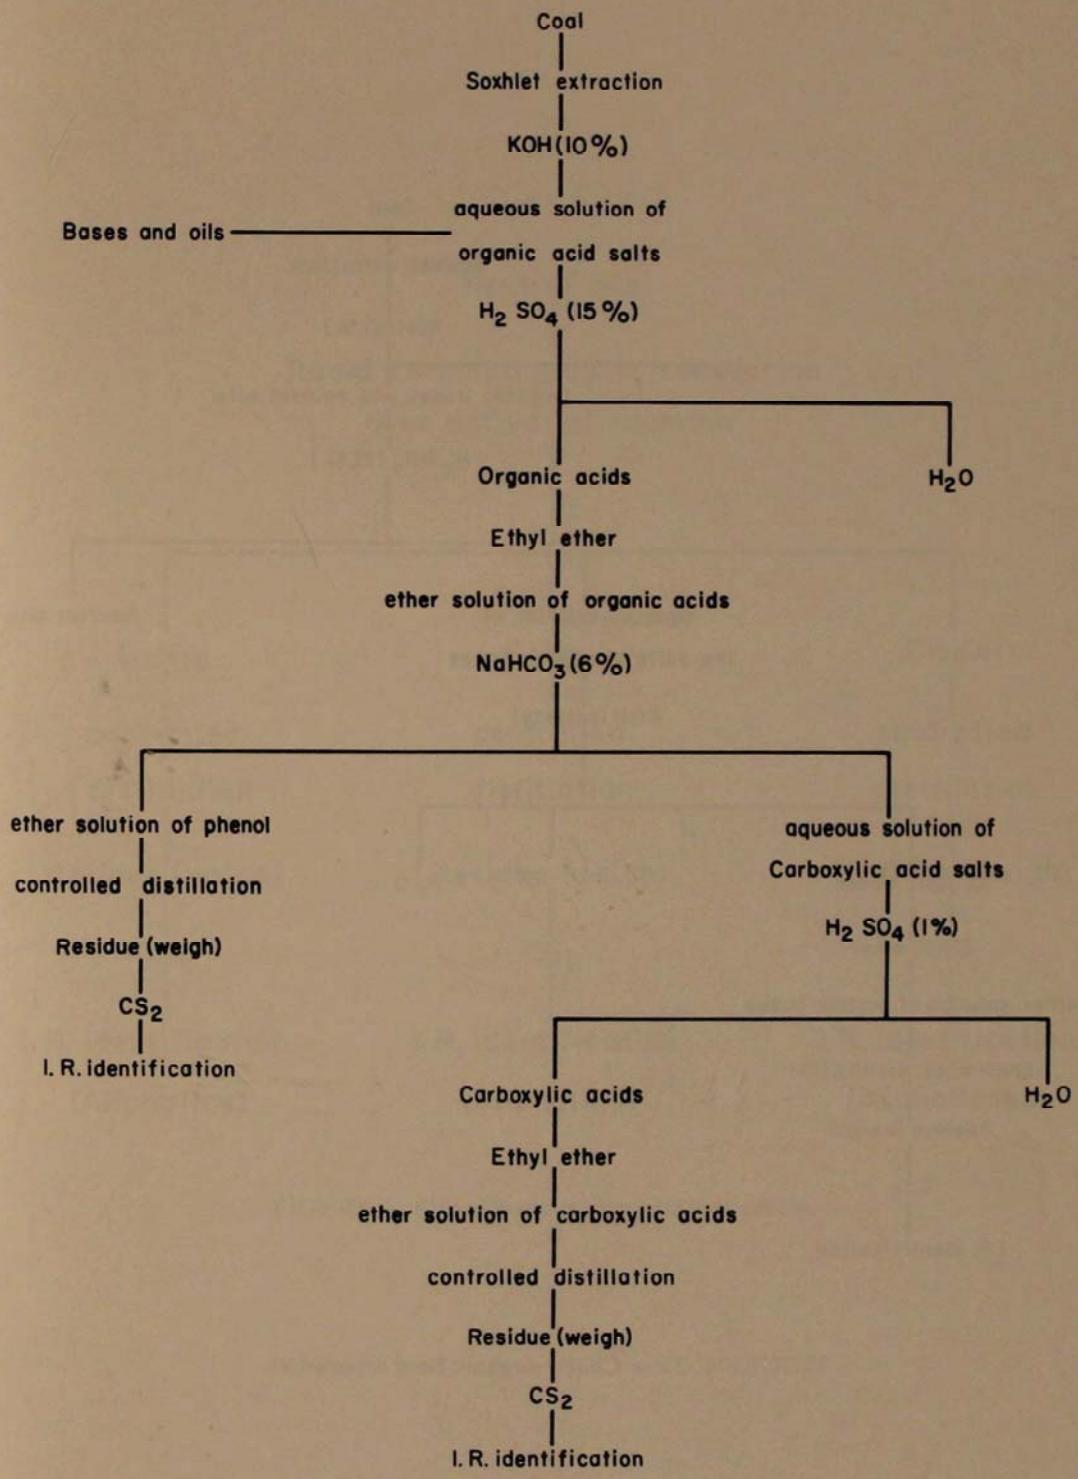 Coal
Soxhlet extraction
KOH (10%)
aqueous solution of
Bases and oils
organic acid salts
H₂ SO₄ (15%)
Organic acids
H₂O
Ethyl ether
ether solution of organic acids
NaHCO₃ (6%)
ether solution of phenol
controlled distillation
Residue (weigh)
CS₂
I. R. identification
aqueous solution of
Carboxylic acid salts
H₂ SO₄ (1%)
Carboxylic acids
H₂O
Ethyl ether
ether solution of carboxylic acids
controlled distillation
Residue (weigh)
CS₂
I. R. identification